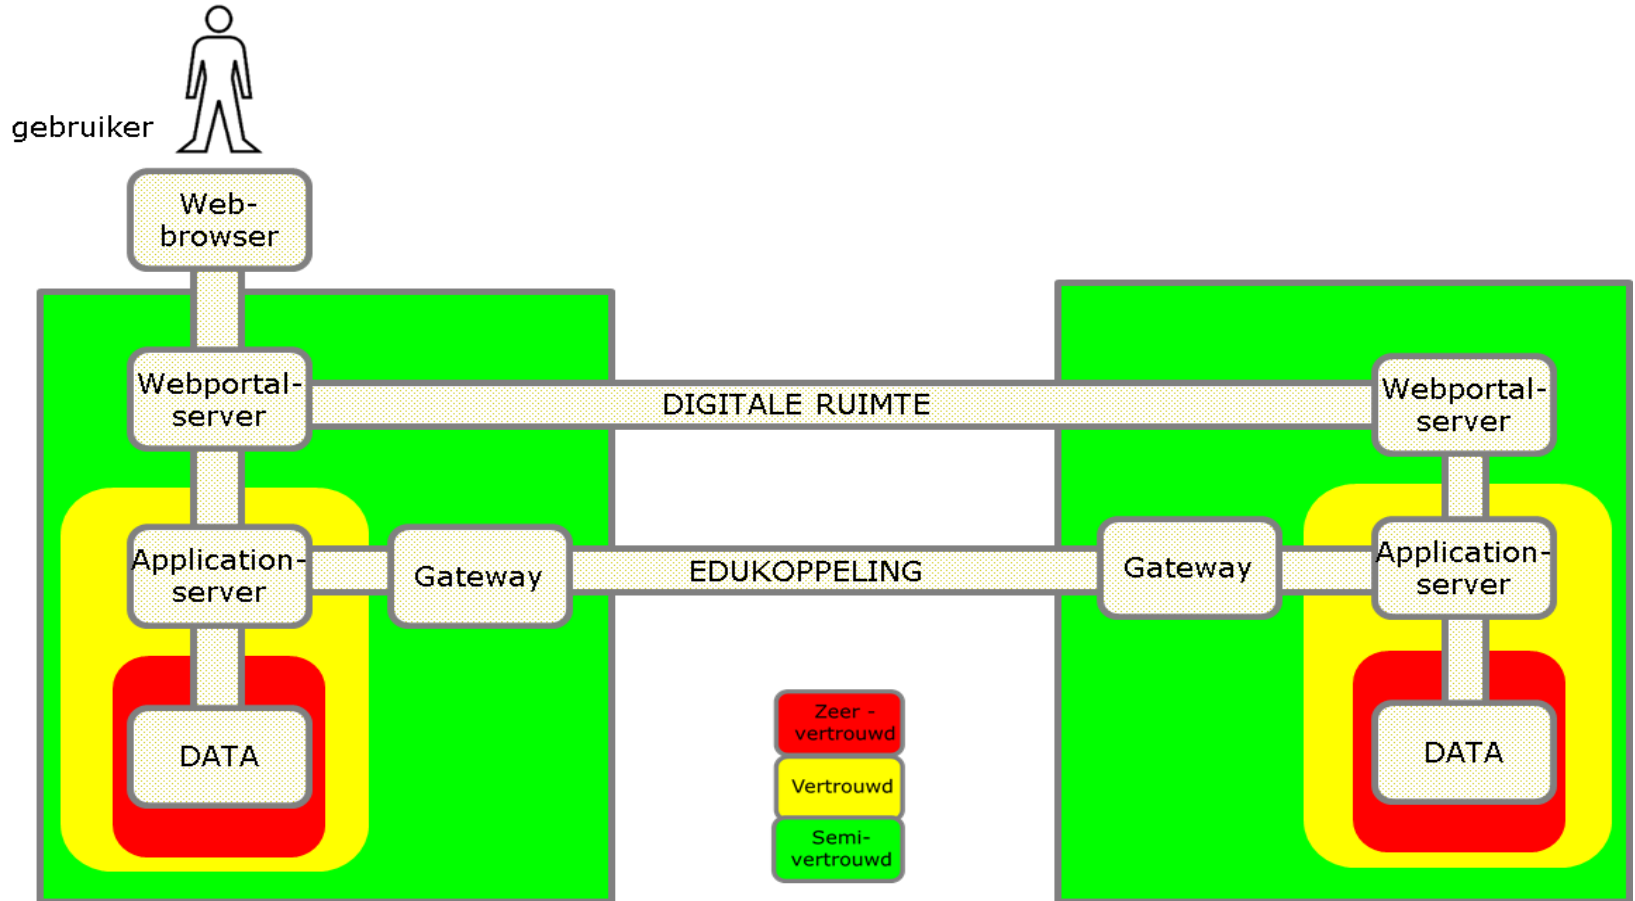 gebruiker
Web-
browser
Webportal-
server
DIGITALE RUIMTE
Webportal-
server
Application-
server
Gateway
EDUKOPPELING
Gateway
Application-
server
DATA
Zeer -
vertrouwd
Vertrouwd
Semi-
vertrouwd
DATA